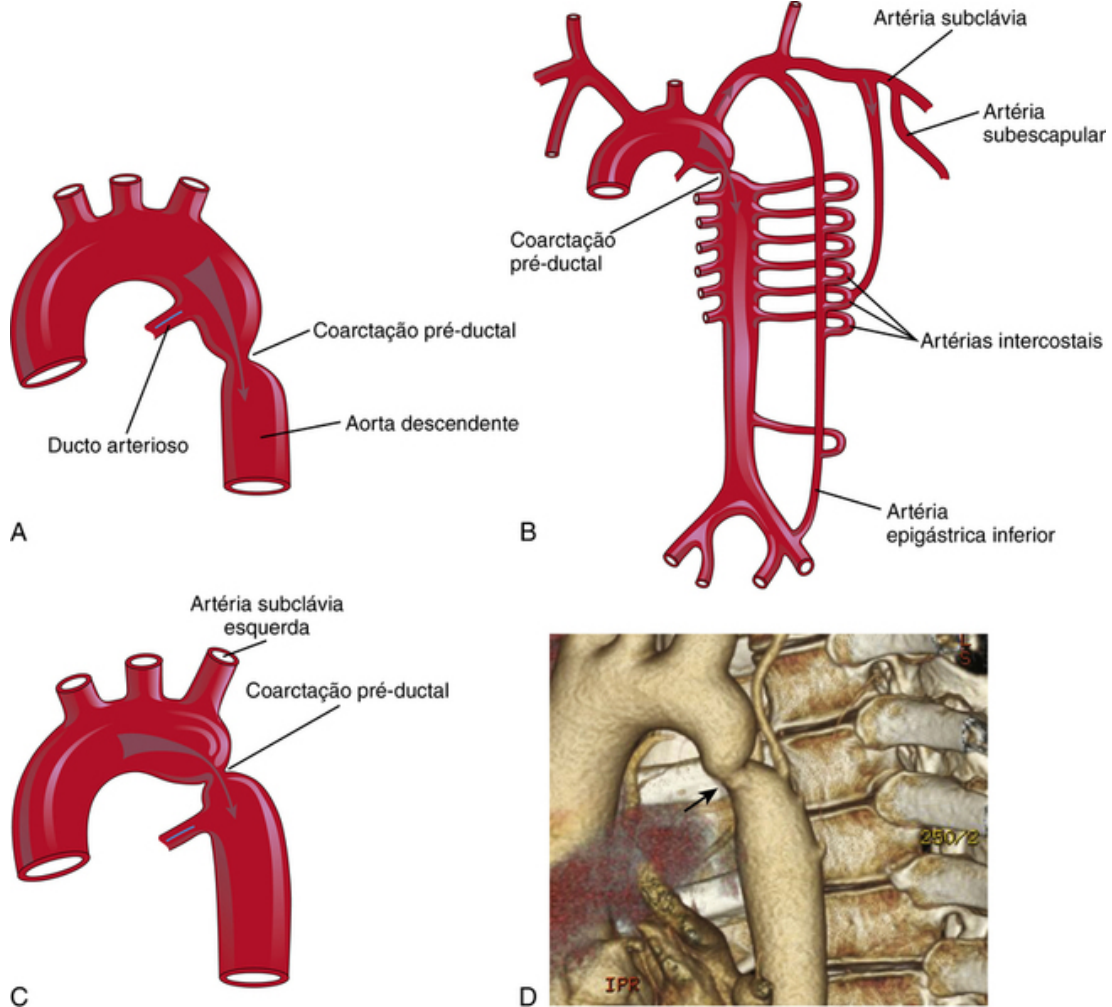 Coarctação pré-ductal
Ducto arterioso
Aorta descendente
A
Artéria subclávia
Artéria
subescapular
Coarctação
pré-ductal
Artérias intercostais
Artéria
epigástrica inferior
B
Artéria subclávia
esquerda
Coarctação pré-ductal
C
L
S
250/2
IPR
D